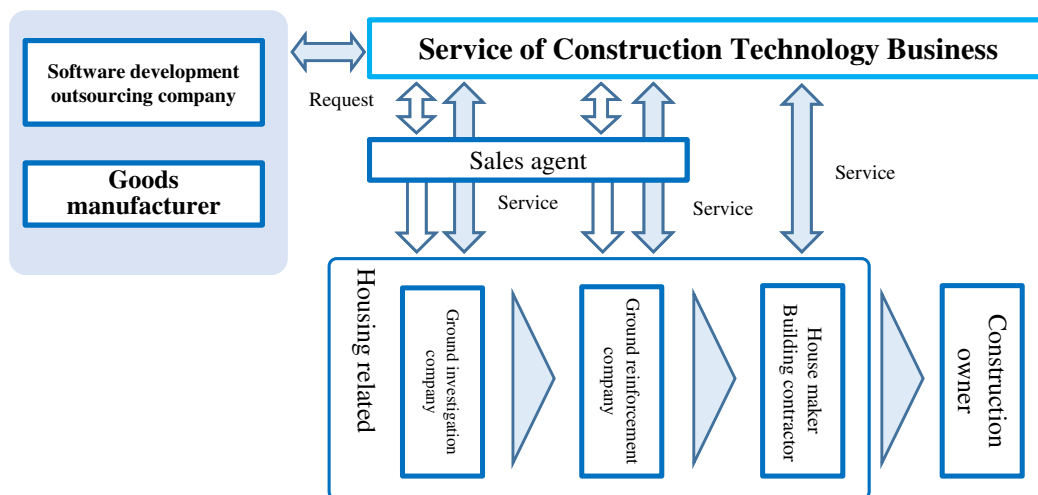 Service of Construction Technology Business
Software development
outsourcing company
Request
Goods
manufacturer
Sales agent
Service
Service
Service
Housing related
Ground investigation
company
Ground reinforcement
company
House maker
Building contractor
Construction
owner